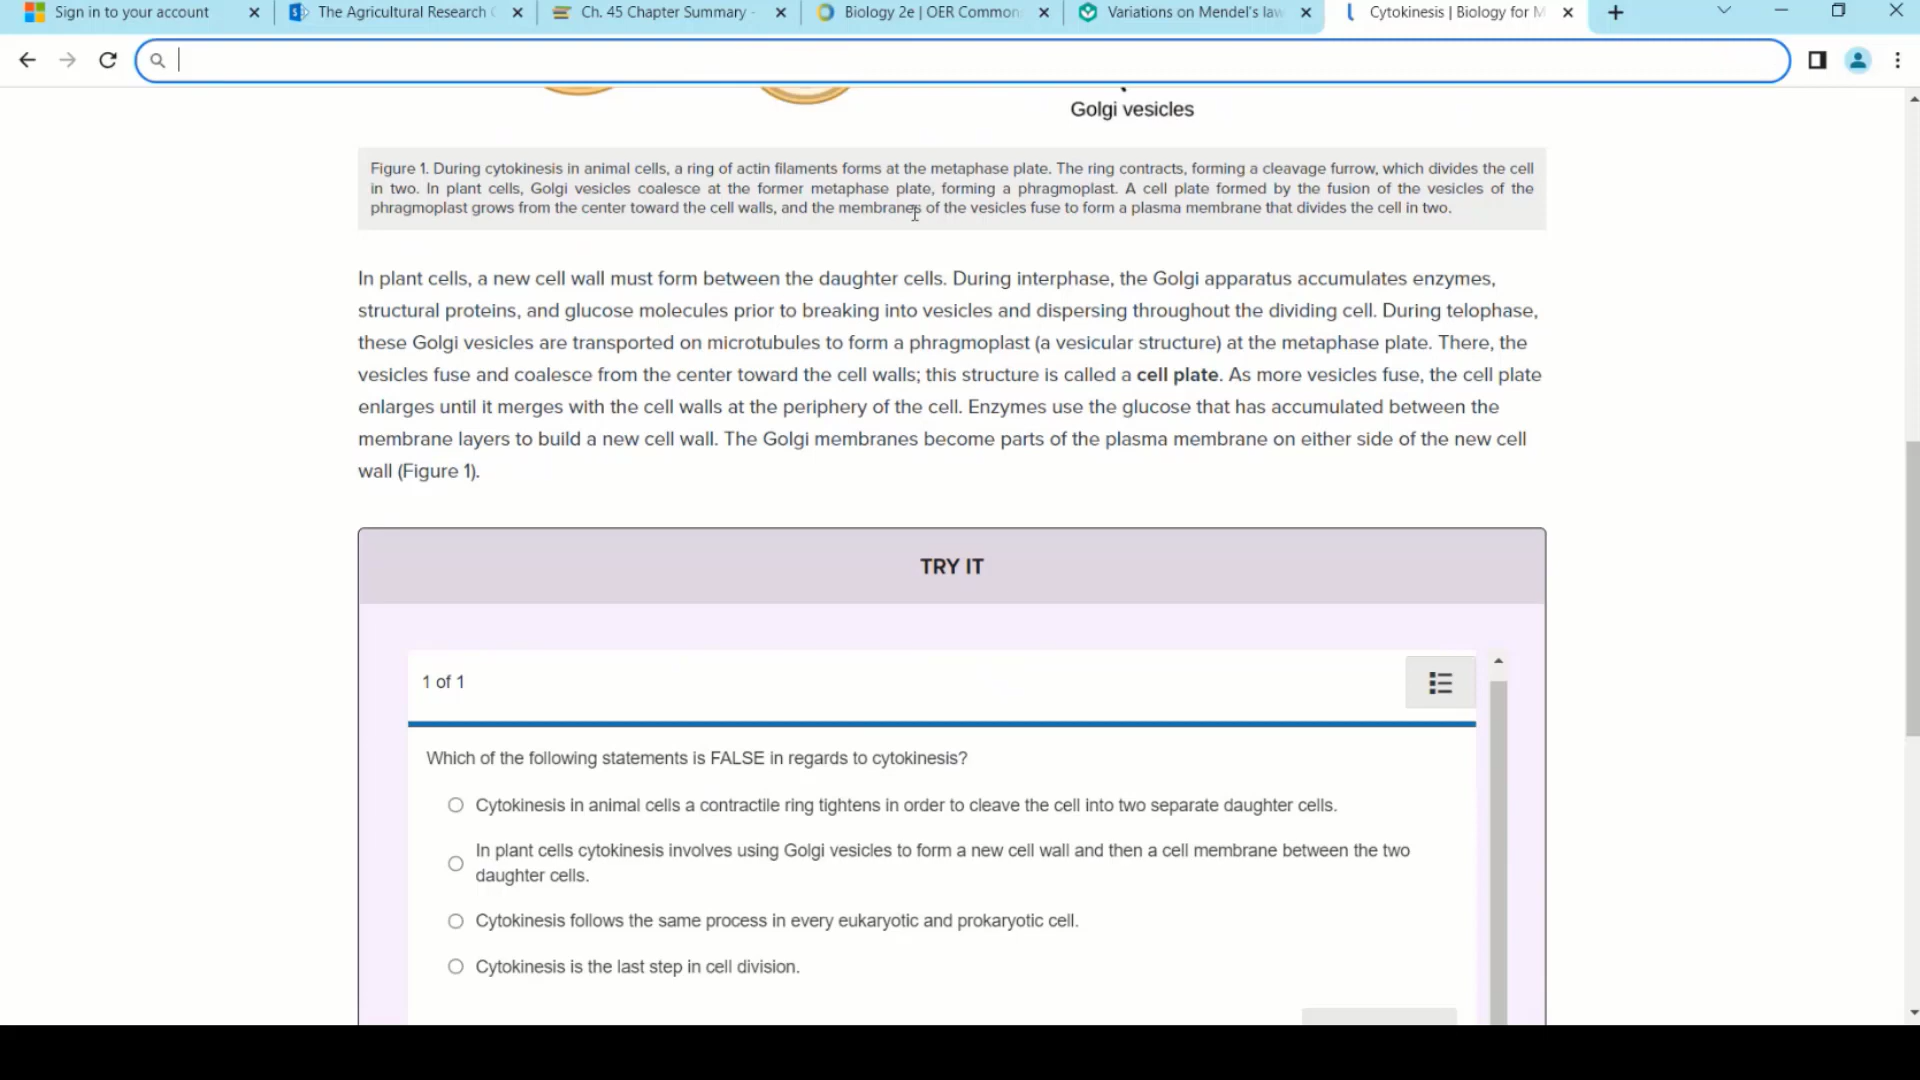 Sign in to your account
The Agricultural Research
Ch. 45 Chapter Summary -
Biology 2e | OER Common
Variations on Mendel's law
Cytokinesis | Biology for M
Golgi vesicles
Figure 1. During cytokinesis in animal cells, a ring of actin filaments forms at the metaphase plate. The ring contracts, forming a cleavage furrow, which divides the cell
in two. In plant cells, Golgi vesicles coalesce at the former metaphase plate, forming a phragmoplast. A cell plate formed by the fusion of the vesicles of the
phragmoplast grows from the center toward the cell walls, and the membranes of the vesicles fuse to form a plasma membrane that divides the cell in two.
In plant cells, a new cell wall must form between the daughter cells. During interphase, the Golgi apparatus accumulates enzymes,
structural proteins, and glucose molecules prior to breaking into vesicles and dispersing throughout the dividing cell. During telophase,
these Golgi vesicles are transported on microtubules to form a phragmoplast (a vesicular structure) at the metaphase plate. There, the
vesicles fuse and coalesce from the center toward the cell walls; this structure is called a cell plate. As more vesicles fuse, the cell plate
enlarges until it merges with the cell walls at the periphery of the cell. Enzymes use the glucose that has accumulated between the
membrane layers to build a new cell wall. The Golgi membranes become parts of the plasma membrane on either side of the new cell
wall (Figure 1).
TRY IT
1 of 1
Which of the following statements is FALSE in regards to cytokinesis?
Cytokinesis in animal cells a contractile ring tightens in order to cleave the cell into two separate daughter cells.
In plant cells cytokinesis involves using Golgi vesicles to form a new cell wall and then a cell membrane between the two
daughter cells.
Cytokinesis follows the same process in every eukaryotic and prokaryotic cell.
Cytokinesis is the last step in cell division.